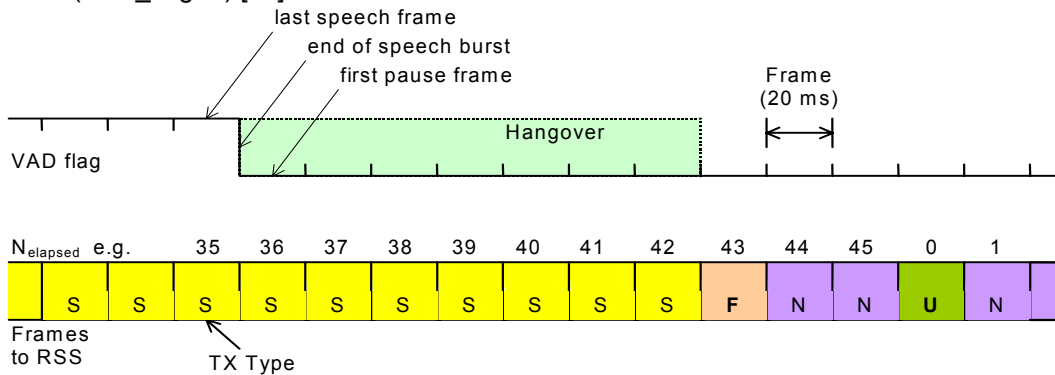 last speech frame
end of speech burst
first pause frame
Frame
(20 ms)
Hangover
VAD flag
Nelapsed e.g. 35 36 37 38 39 40 41 42 43 44 45 0 1
S S S S S S S S S S F N N U N
Frames
to RSS
TX Type